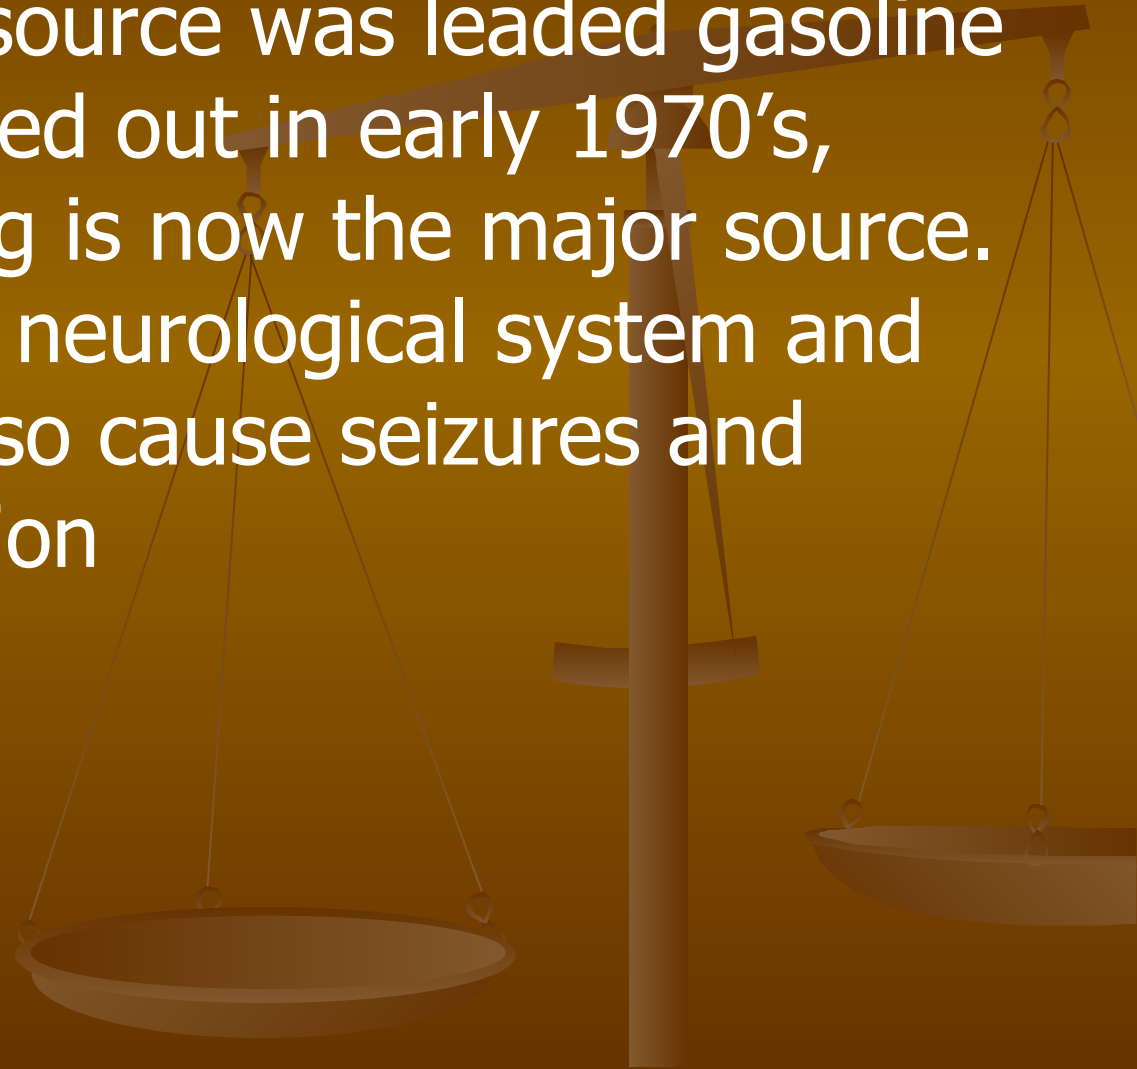 source was leaded gasoline
ed out in early 1970’s,
g is now the major source.
neurological system and
so cause seizures and
ion